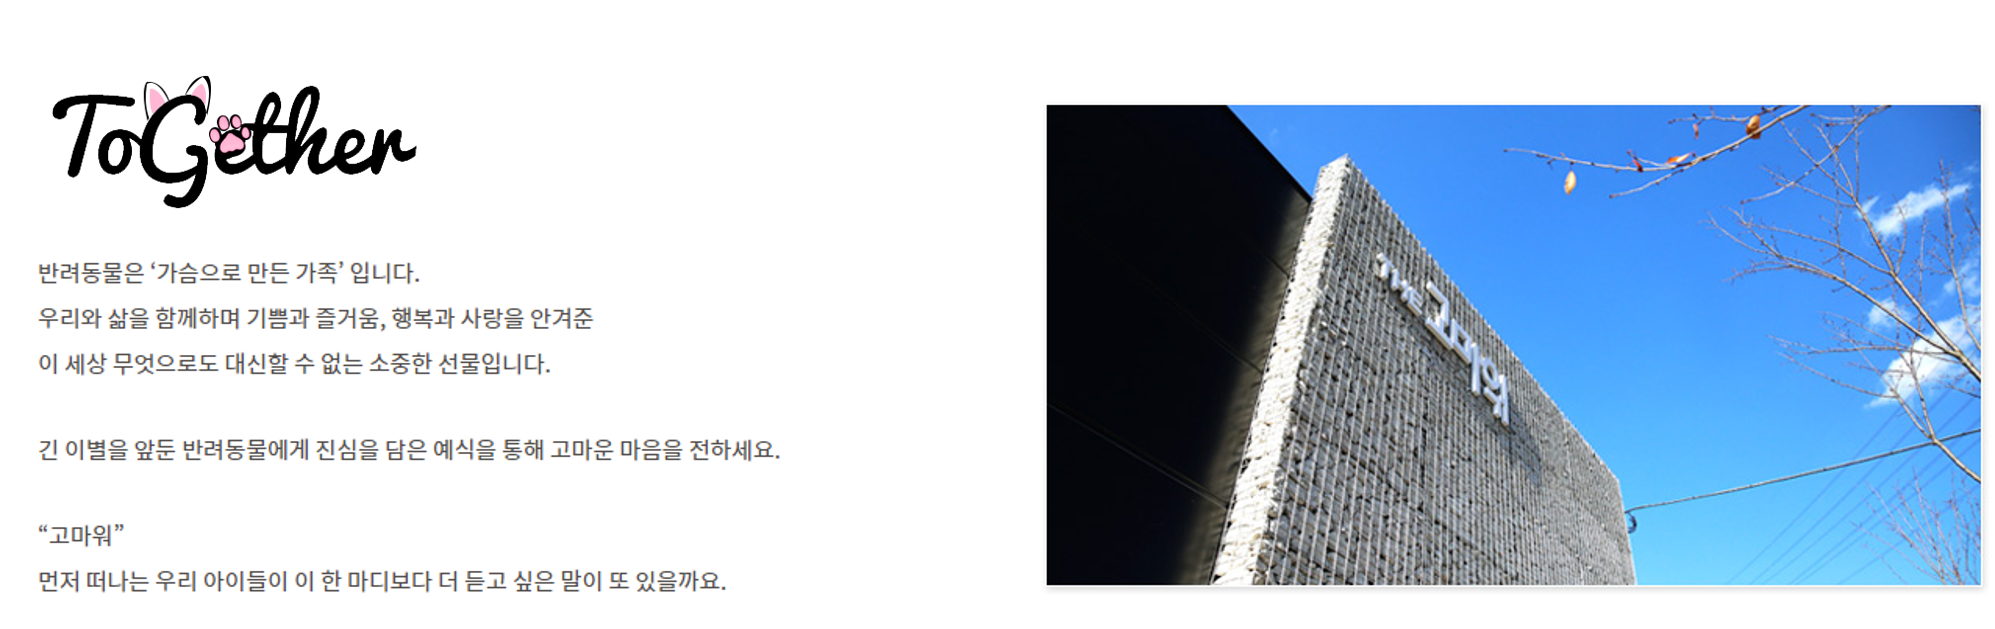 ToGether
반려동물은 ‘가슴으로 만든 가족’ 입니다.
우리와 삶을 함께하며 기쁨과 즐거움, 행복과 사랑을 안겨준
이 세상 무엇으로도 대신할 수 없는 소중한 선물입니다.
긴 이별을 앞둔 반려동물에게 진심을 담은 예식을 통해 고마운 마음을 전하세요.
“고마워”
먼저 떠나는 우리 아이들이 이 한 마디보다 더 듣고 싶은 말이 또 있을까요.
THE고마워